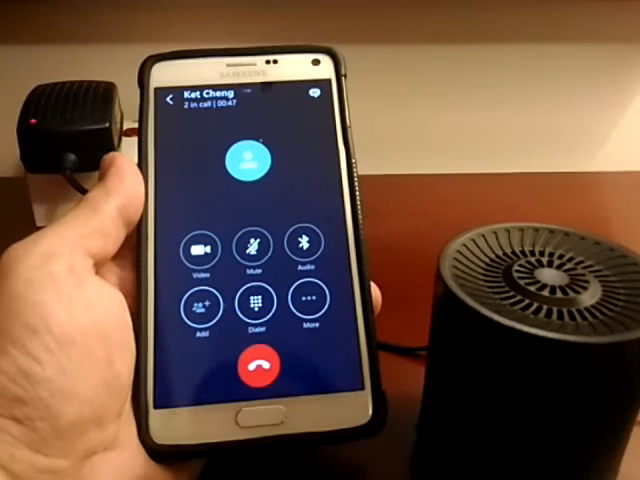 SAMSUNG
Ket Cheng
2 in call | 00:47
Video
Mute
Audio
Add
Dialer
More